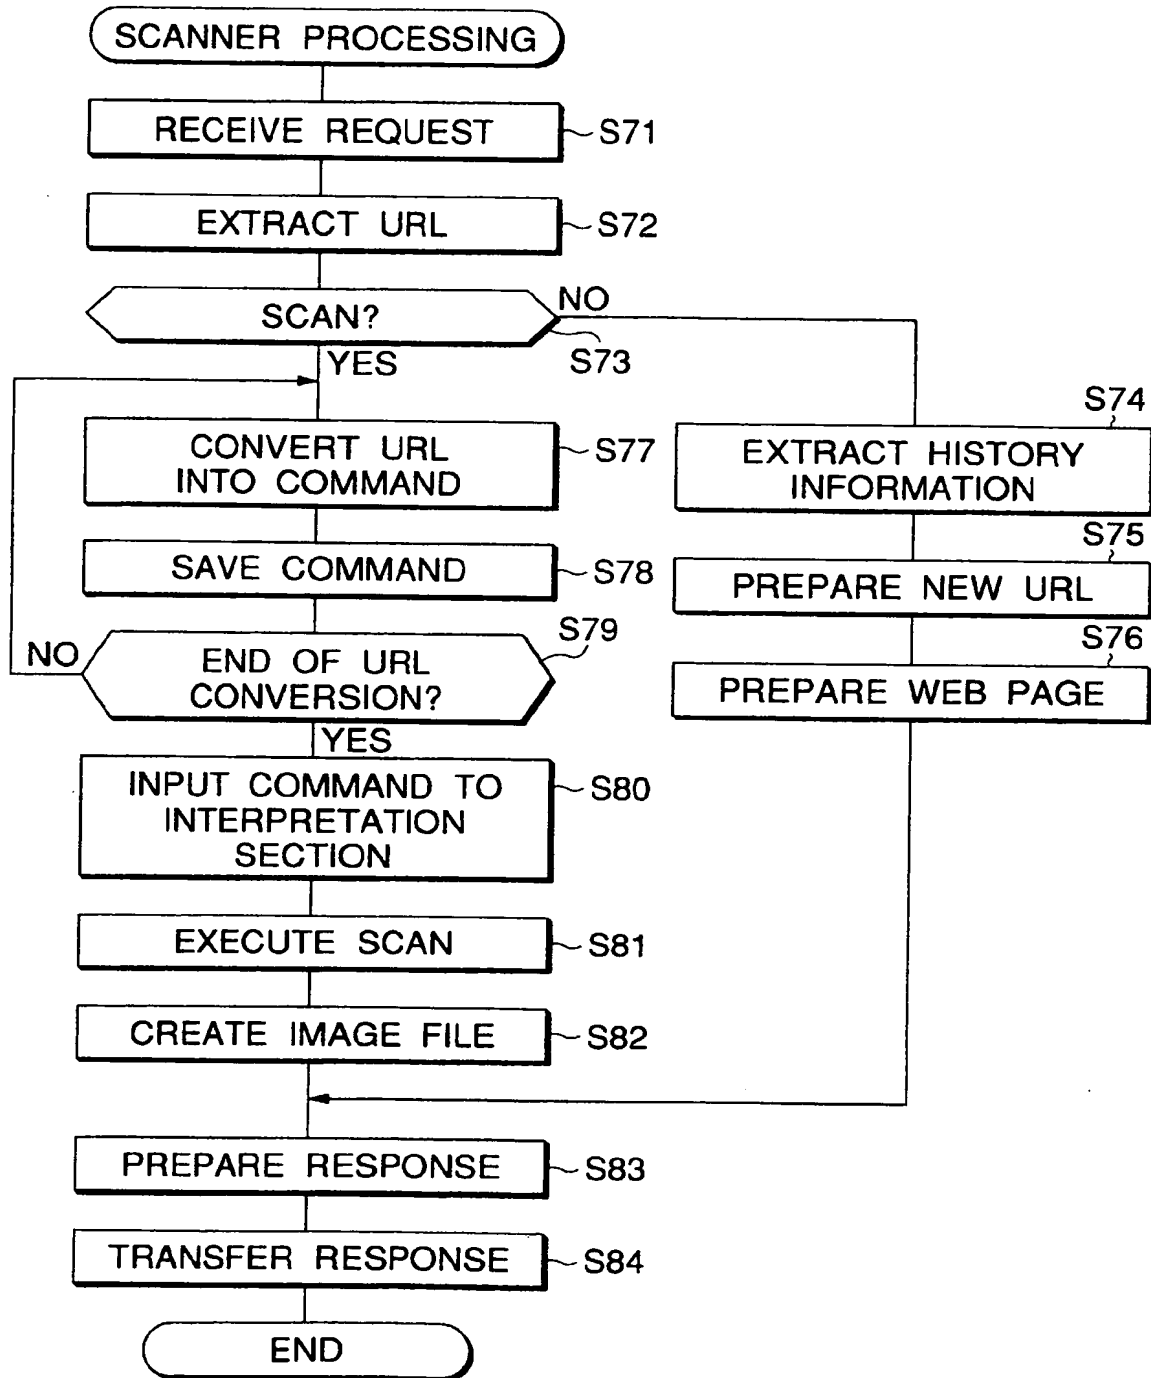 SCANNER PROCESSING
RECEIVE REQUEST
S71
EXTRACT URL
S72
SCAN?
NO
S73
YES
S74
EXTRACT HISTORY
INFORMATION
S75
PREPARE NEW URL
S76
PREPARE WEB PAGE
CONVERT URL
INTO COMMAND
S77
SAVE COMMAND
S78
S79
NO
END OF URL
CONVERSION?
YES
INPUT COMMAND TO
INTERPRETATION
SECTION
S80
EXECUTE SCAN
S81
CREATE IMAGE FILE
S82
PREPARE RESPONSE
S83
TRANSFER RESPONSE
S84
END